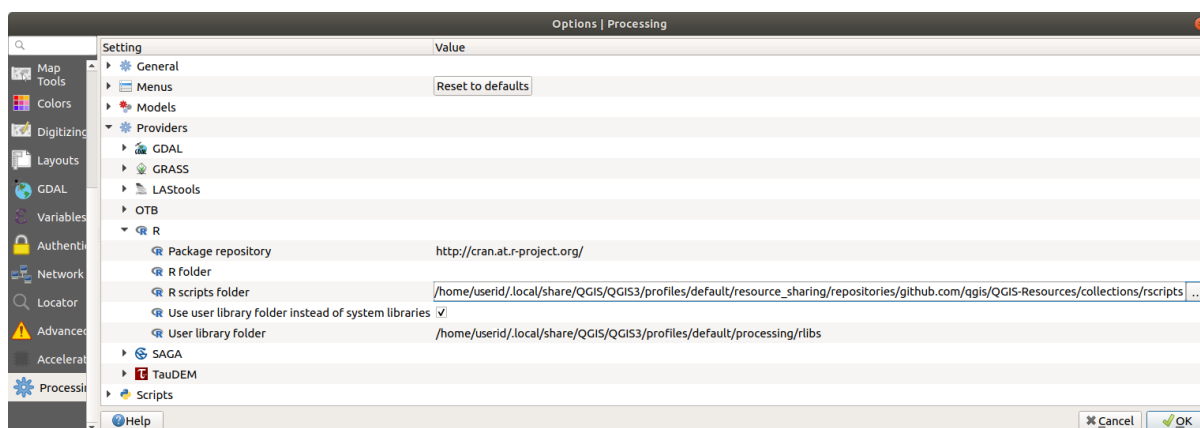 Options | Processing
Setting Value
Map Tools
Colors
Digitizing
Layouts
GDAL
Variables
Authenti
Network
Locator
Advanced
Accelerat
Processin
General
Menus Reset to defaults
Models
Providers
GDAL
GRASS
LAStools
OTB
R
Package repository http://cran.at.r-project.org/
R folder
R scripts folder /home/userid/.local/share/QGIS/QGIS3/profiles/default/resource_sharing/repositories/github.com/qgis/QGIS-Resources/collections/rscripts ...
Use user library folder instead of system libraries
User library folder /home/userid/.local/share/QGIS/QGIS3/profiles/default/processing/rlibs
SAGA
TauDEM
Scripts
Help Cancel OK